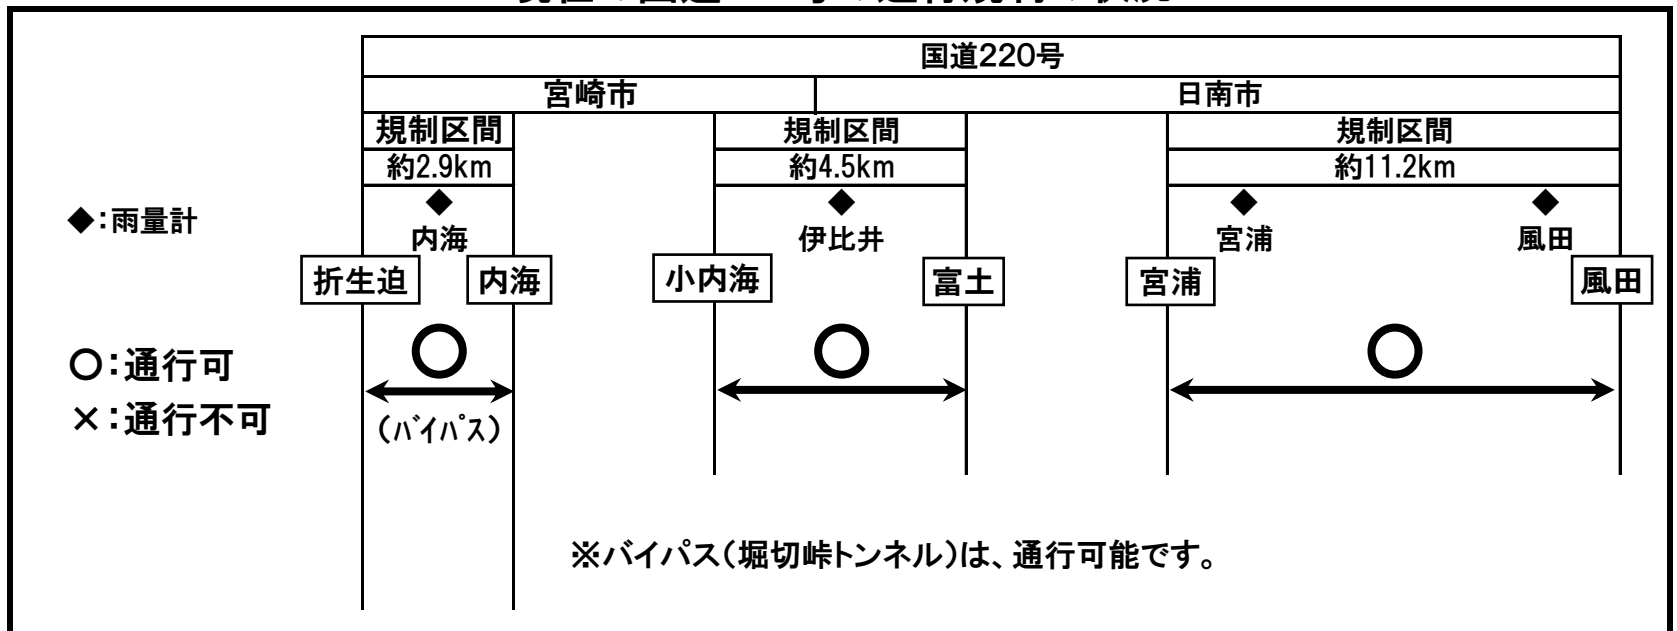 国道220号
宮崎市 日南市
規制区間 規制区間 規制区間
約2.9km 約4.5km 約11.2km
◆:雨量計
◆ ◆ ◆ ◆
内海 伊比井 宮浦 風田
折生迫 内海 小内海 富土 宮浦 風田
○:通行可
○ ○ ○
×:通行不可
(ﾊﾞｲﾊﾟｽ)
※バイパス(堀切峠トンネル)は、通行可能です。